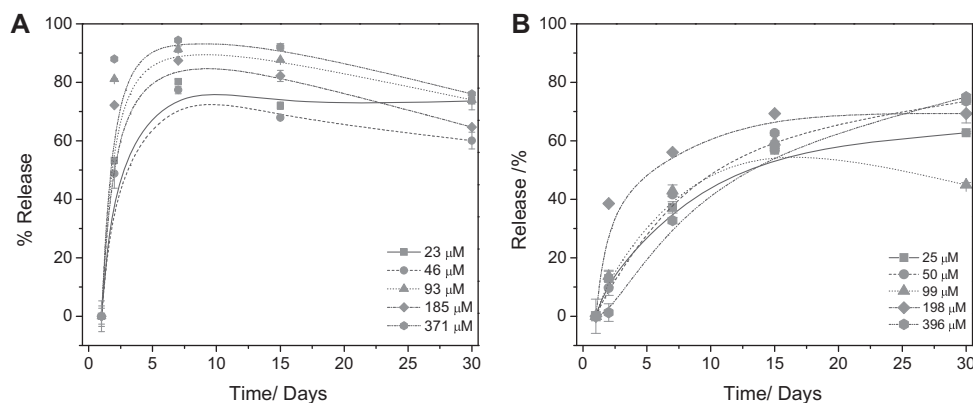 A
% Release
100
80
60
40
20
0
23 μM
46 μM
93 μM
185 μM
371 μM
0 5 10 15 20 25 30
Time/ Days
B
Release /%
100
80
60
40
20
0
25 μM
50 μM
99 μM
198 μM
396 μM
0 5 10 15 20 25 30
Time/ Days